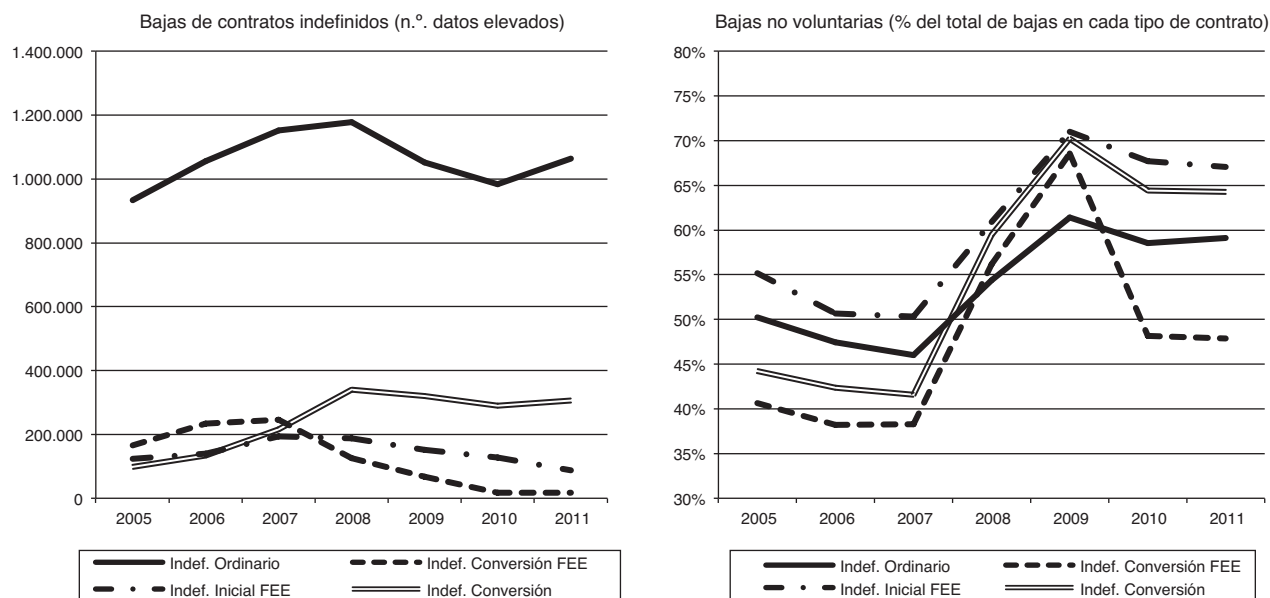 Bajas de contratos indefinidos (n.º. datos elevados)
1.400.000
1.200.000
1.000.000
800.000
600.000
400.000
200.000
0
2005 2006 2007 2008 2009 2010 2011
Indef. Ordinario
Indef. Conversión FEE
Indef. Inicial FEE
Indef. Conversión
Bajas no voluntarias (% del total de bajas en cada tipo de contrato)
80%
75%
70%
65%
60%
55%
50%
45%
40%
35%
30%
2005 2006 2007 2008 2009 2010 2011
Indef. Ordinario
Indef. Conversión FEE
Indef. Inicial FEE
Indef. Conversión